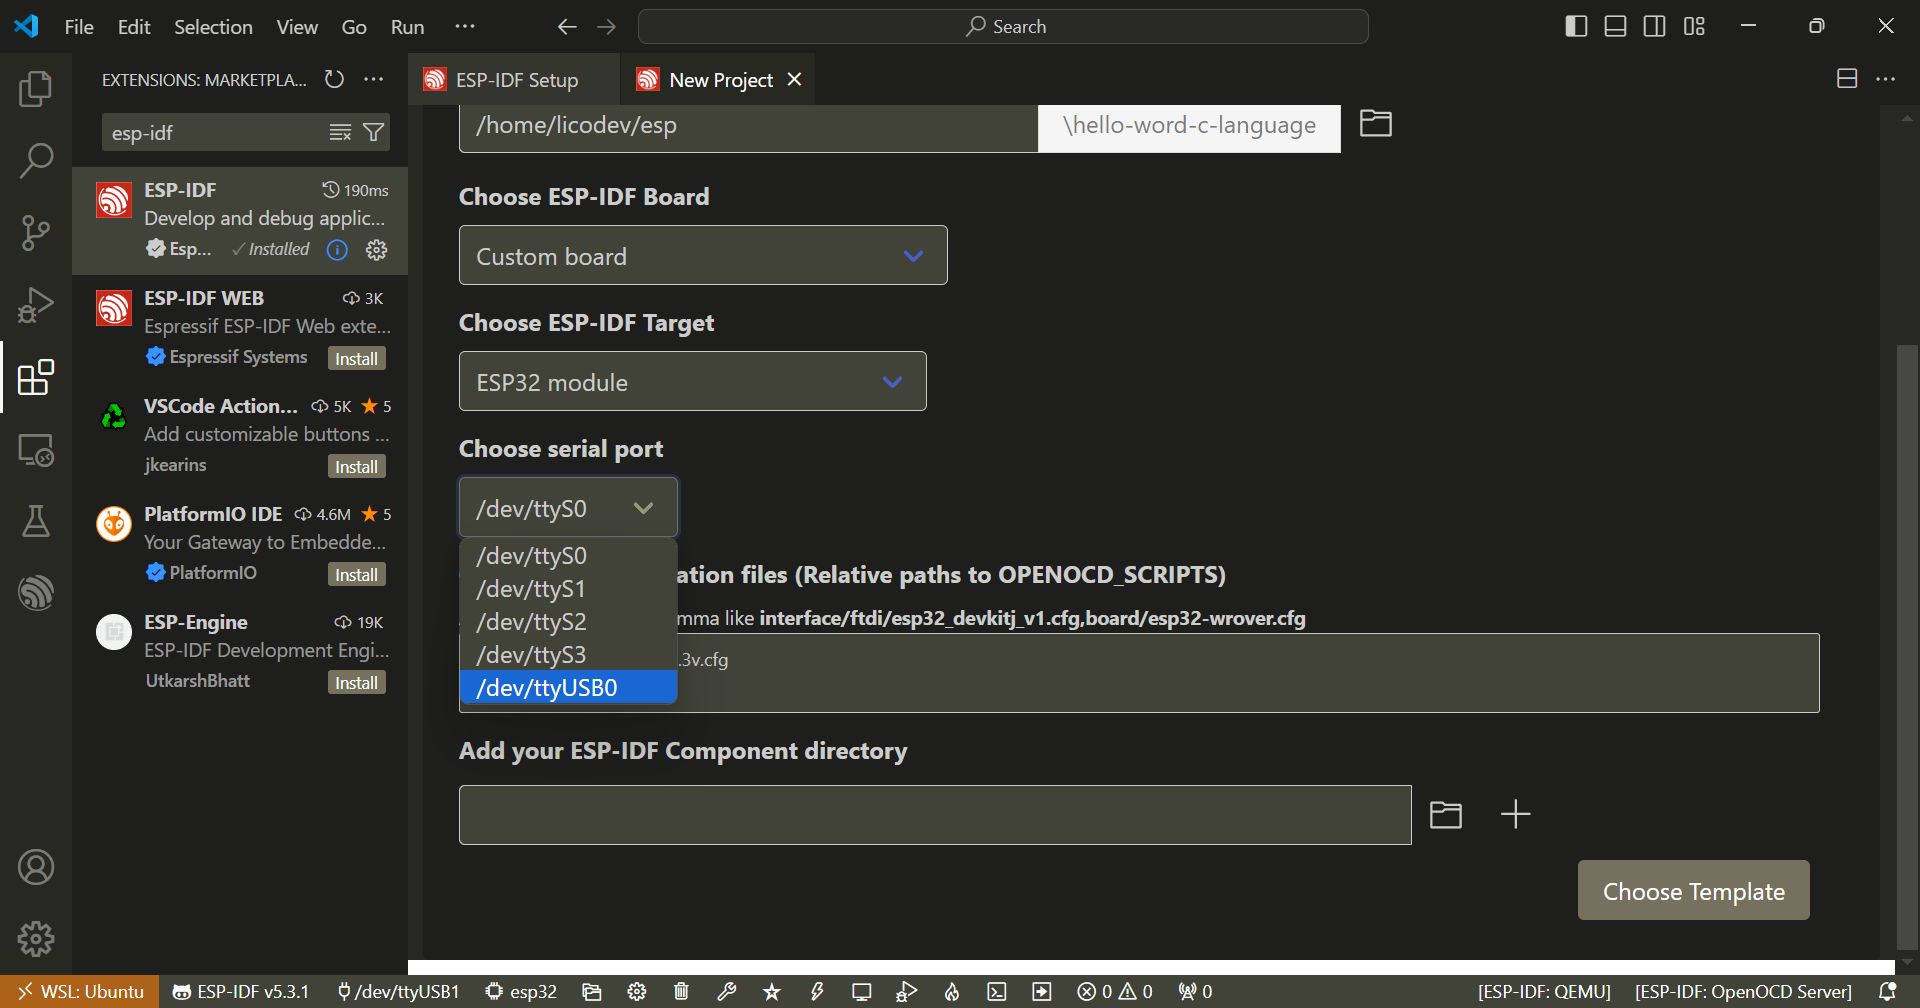 File Edit Selection View Go Run ···
Search
EXTENSIONS: MARKETPLA...
ESP-IDF Setup
New Project
esp-idf
ESP-IDF
190ms
Develop and debug applic...
Esp...
✓Installed
ESP-IDF WEB
3K
Espressif ESP-IDF Web exte...
Espressif Systems
Install
VSCode Action...
5K ★ 5
Add customizable buttons ...
jkearins
Install
PlatformIO IDE
4.6M ★ 5
Your Gateway to Embedde...
PlatformIO
Install
ESP-Engine
19K
ESP-IDF Development Engi...
UtkarshBhatt
Install
/home/licodev/esp
\hello-word-c-language
Choose ESP-IDF Board
Custom board
Choose ESP-IDF Target
ESP32 module
Choose serial port
/dev/ttyS0
/dev/ttyS0
/dev/ttyS1
/dev/ttyS2
/dev/ttyS3
/dev/ttyUSB0
ation files (Relative paths to OPENOCD_SCRIPTS)
mma like interface/ftdi/esp32_devkitj_v1.cfg,board/esp32-wrover.cfg
.3v.cfg
Add your ESP-IDF Component directory
Choose Template
WSL: Ubuntu ESP-IDF v5.3.1 /dev/ttyUSB1 esp32 0 0 0 [ESP-IDF: QEMU] [ESP-IDF: OpenOCD Server]